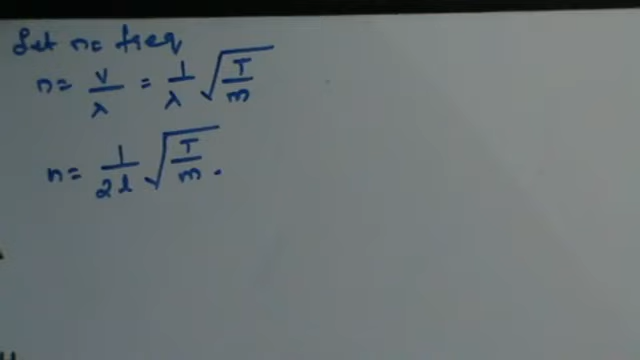 Let n= freq
n= v/λ = 1/λ √(T/m)
n= 1/2l √(T/m) .